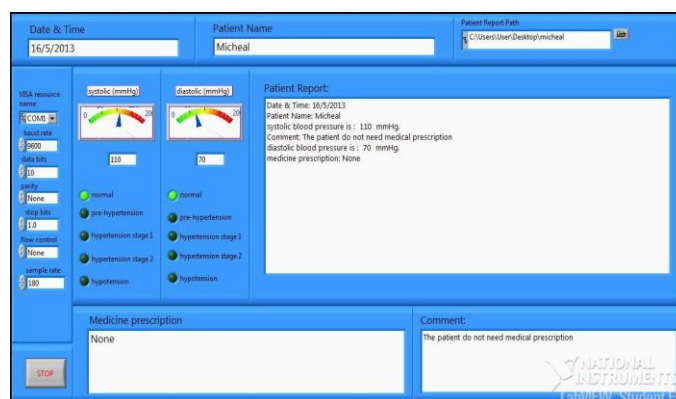 Date & Time
16/5/2013
Patient Name
Micheal
Patient Report Path
C:\Users\User\Desktop\micheal
VISA resource
name
COM1
baud rate
9600
data bits
10
parity
None
stop bits
1.0
flow control
None
sample rate
180
STOP
systolic (mmHg)
0
20
110
normal
pre-hypertension
hypertension stage1
hypertension stage 2
hypotension
diastolic (mmHg)
0
20
70
normal
pre-hypertension
hypertension stage1
hypertension stage 2
hypotension
Patient Report:
Date & Time: 16/5/2013
Patient Name: Micheal
systolic blood pressure is : 110 mmHg.
Comment: The patient do not need medical prescription
diastolic blood pressure is : 70 mmHg.
medicine prescription: None
Medicine prescription
None
Comment:
The patient do not need medical prescription
NATIONAL
INSTRUMENTS
LabVIEW Student E